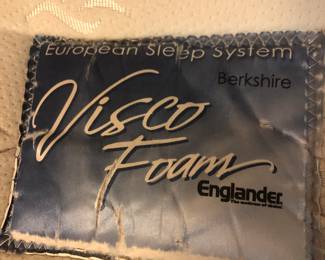 European Sleep System
Berkshire
Visco
Foam
Englander